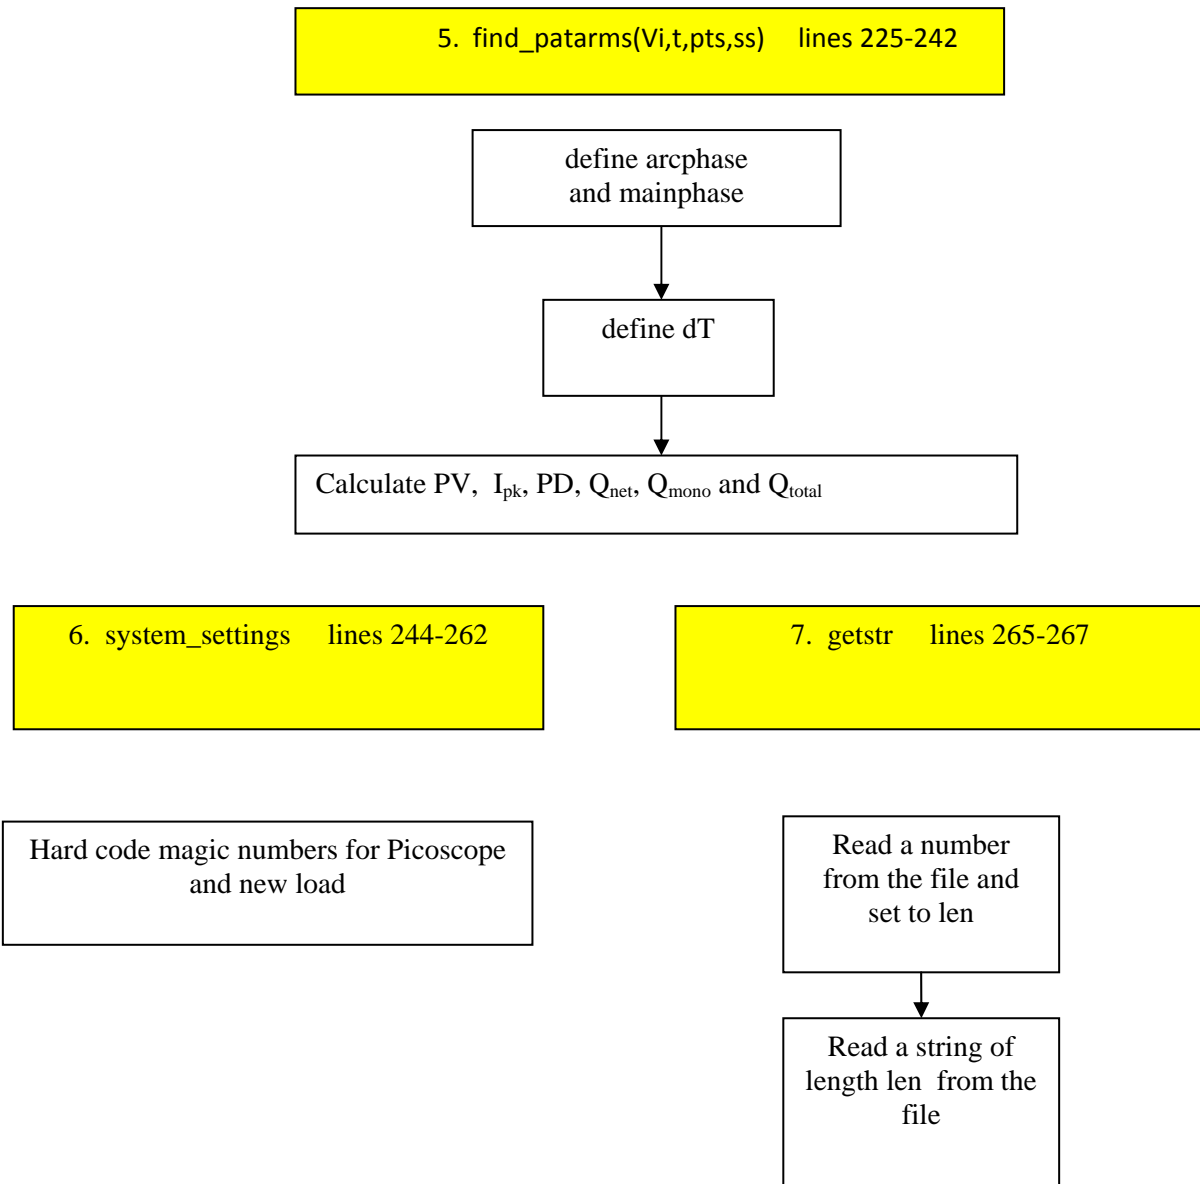 5. find_patarms(Vi,t,pts,ss) lines 225-242
define arcphase
and mainphase
define dT
Calculate PV, Ipk, PD, Qnet, Qmono and Qtotal
6. system_settings lines 244-262
7. getstr lines 265-267
Hard code magic numbers for Picoscope
and new load
Read a number
from the file and
set to len
Read a string of
length len from the
file